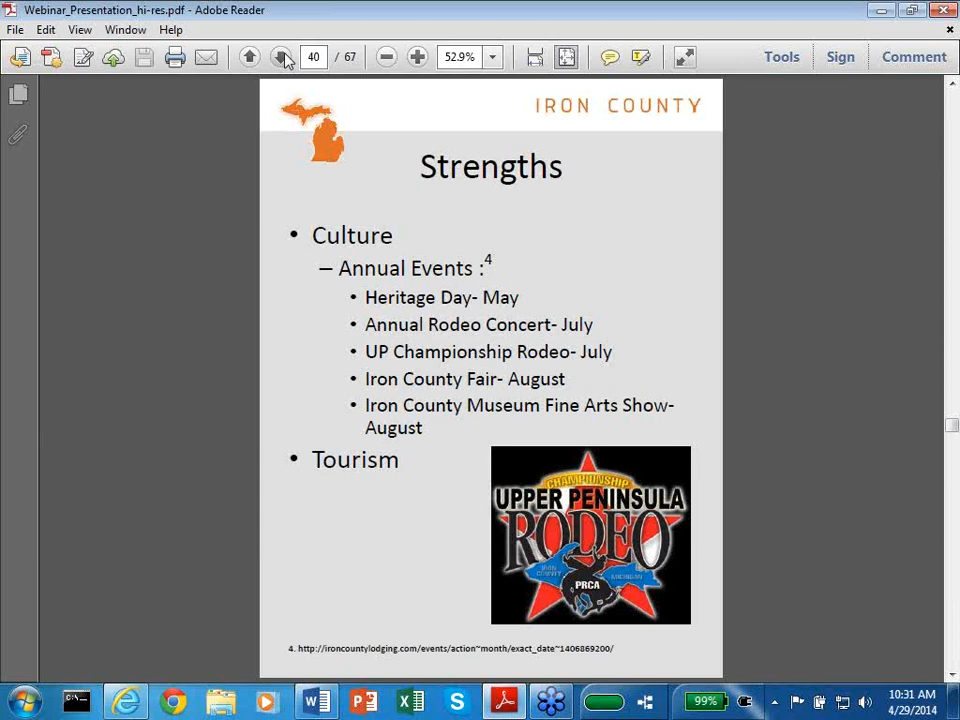 Webinar_Presentation_hi-res.pdf - Adobe Reader
File Edit View Window Help
40 / 67 52.9% Tools Sign Comment
IRON COUNTY
Strengths
• Culture
– Annual Events :4
• Heritage Day- May
• Annual Rodeo Concert- July
• UP Championship Rodeo- July
• Iron County Fair- August
• Iron County Museum Fine Arts Show-
August
• Tourism
CHAMPIONSHIP
UPPER PENINSULA
RODEO
IRON COUNTY
MICHIGAN
PRCA
4. http://ironcountylodging.com/events/action~month/exact_date~1406869200/
99%
10:31 AM
4/29/2014